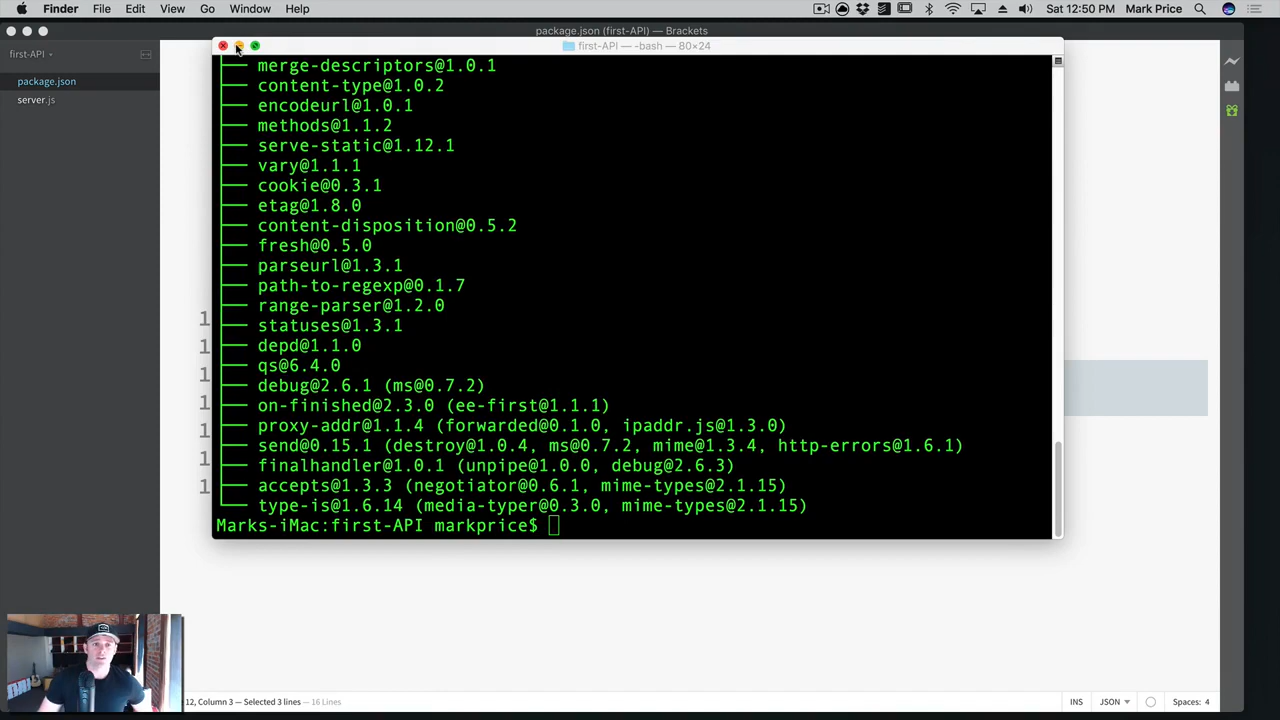 Finder File Edit View Go Window Help Sat 12:50 PM Mark Price
package.json (first-API) — Brackets
first-API
first-API — -bash — 80×24
package.json
server.js
├── merge-descriptors@1.0.1
├── content-type@1.0.2
├── encodeurl@1.0.1
├── methods@1.1.2
├── serve-static@1.12.1
├── vary@1.1.1
├── cookie@0.3.1
├── etag@1.8.0
├── content-disposition@0.5.2
├── fresh@0.5.0
├── parseurl@1.3.1
├── path-to-regexp@0.1.7
├── range-parser@1.2.0
├── statuses@1.3.1
├── depd@1.1.0
├── qs@6.4.0
├── debug@2.6.1 (ms@0.7.2)
├── on-finished@2.3.0 (ee-first@1.1.1)
├── proxy-addr@1.1.4 (forwarded@0.1.0, ipaddr.js@1.3.0)
├── send@0.15.1 (destroy@1.0.4, ms@0.7.2, mime@1.3.4, http-errors@1.6.1)
├── finalhandler@1.0.1 (unpipe@1.0.0, debug@2.6.3)
├── accepts@1.3.3 (negotiator@0.6.1, mime-types@2.1.15)
└── type-is@1.6.14 (media-typer@0.3.0, mime-types@2.1.15)
Marks-iMac:first-API markprice$
1
1
1
1
1
1
1
12, Column 3 — Selected 3 lines — 16 Lines
INS JSON Spaces: 4